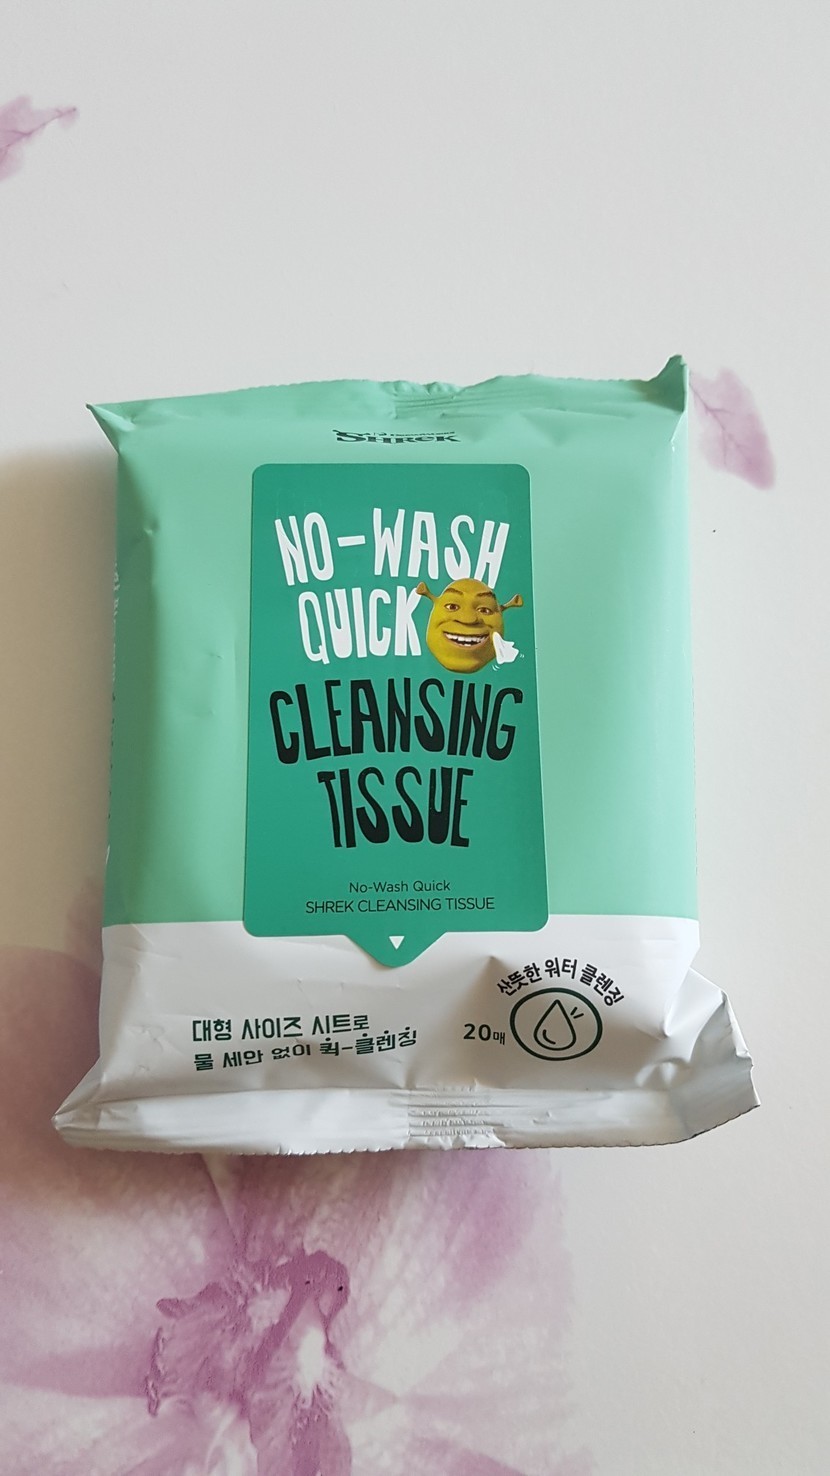 SHREK
NO-WASH
QUICK
CLEANSING
TISSUE
No-Wash Quick
SHREK CLEANSING TISSUE
산뜻한 워터 클렌징
대형 사이즈 시트로
물 세안 없이 퀵-클렌징
20매